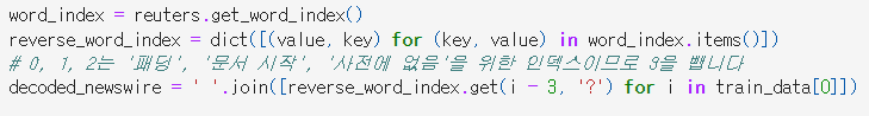 word_index = reuters.get_word_index()
reverse_word_index = dict([(value, key) for (key, value) in word_index.items()])
# 0, 1, 2는 '패딩', '문서 시작', '사전에 없음'을 위한 인덱스이므로 3을 뺍니다
decoded_newswire = ' '.join([reverse_word_index.get(i - 3, '?') for i in train_data[0]])